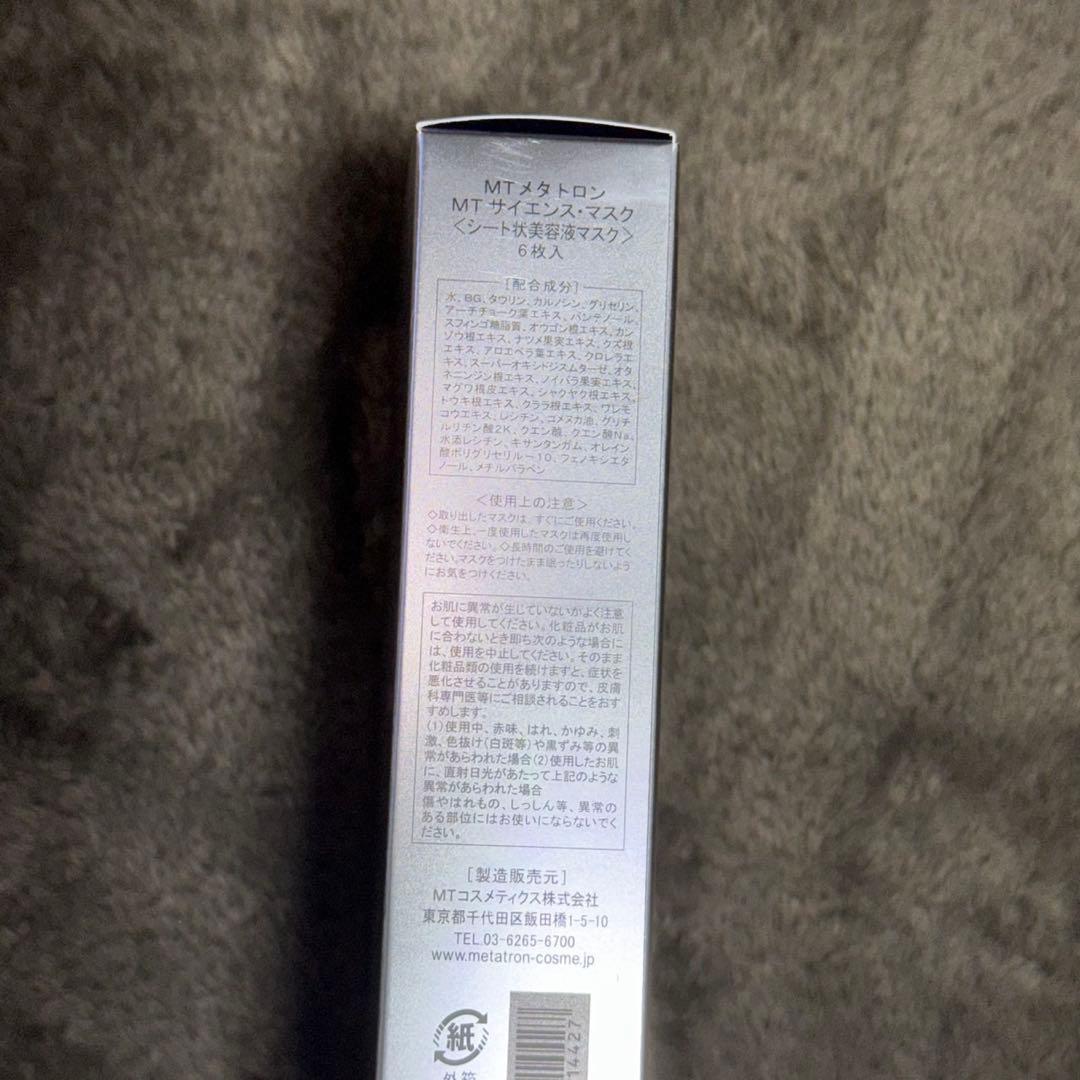 MTメタトロン
MT サイエンス・マスク
＜シート状美容液マスク＞
6枚入
［配合成分］
水、BG、タウリン、カルノシン、グリセリン、
アーチチョーク葉エキス、パンテノール、
スフィンゴ糖脂質、オウゴン根エキス、カン
ゾウ根エキス、ナツメ果実エキス、クズ根
エキス、アロエベラ葉エキス、クロレラエ
キス、スーパーオキシドジスムターゼ、オタ
ネニンジン根エキス、ノイバラ果実エキス、
マグワ根皮エキス、シャクヤク根エキス、
トウキ根エキス、クララ根エキス、ワレモ
コウエキス、レシチン、コメヌカ油、グリチ
ルリチン酸2K、クエン酸、クエン酸Na、
水添レシチン、キサンタンガム、オレイン
酸ポリグリセリル－10、フェノキシエタ
ノール、メチルパラベン
＜使用上の注意＞
◇取り出したマスクは、すぐにご使用ください。
◇衛生上、一度使用したマスクは再度使用し
ないでください。◇長時間のご使用を避けてく
ださい。マスクをつけたまま眠ったりしないよう
にお気をつけください。
お肌に異常が生じていないかよく注意
して使用してください。化粧品がお肌
に合わないとき即ち次のような場合に
は、使用を中止してください。そのまま
化粧品類の使用を続けますと、症状を
悪化させることがありますので、皮膚
科専門医等にご相談されることをおす
すめします。
(1)使用中、赤味、はれ、かゆみ、刺
激、色抜け(白斑等)や黒ずみ等の異
常があらわれた場合(2)使用したお肌
に、直射日光があたって上記のような
異常があらわれた場合
傷やはれもの、しっしん等、異常の
ある部位にはお使いにならないでく
ださい。
［製造販売元］
MTコスメティクス株式会社
東京都千代田区飯田橋1-5-10
TEL.03-6265-6700
www.metatron-cosme.jp
紙
外箱
14427